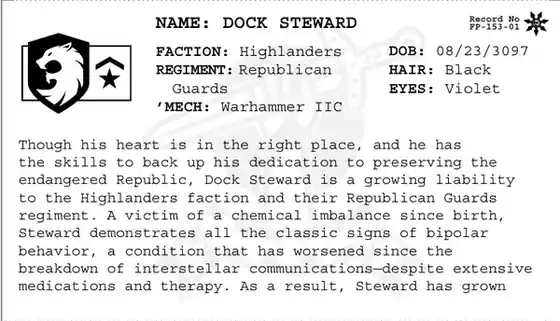 NAME: DOCK STEWARD
Record No
FP-153-01
FACTION: Highlanders
DOB: 08/23/3097
REGIMENT: Republican
HAIR: Black
Guards
EYES: Violet
'MECH: Warhammer IIC
Though his heart is in the right place, and he has
the skills to back up his dedication to preserving the
endangered Republic, Dock Steward is a growing liability
to the Highlanders faction and their Republican Guards
regiment. A victim of a chemical imbalance since birth,
Steward demonstrates all the classic signs of bipolar
behavior, a condition that has worsened since the
breakdown of interstellar communications—despite extensive
medications and therapy. As a result, Steward has grown